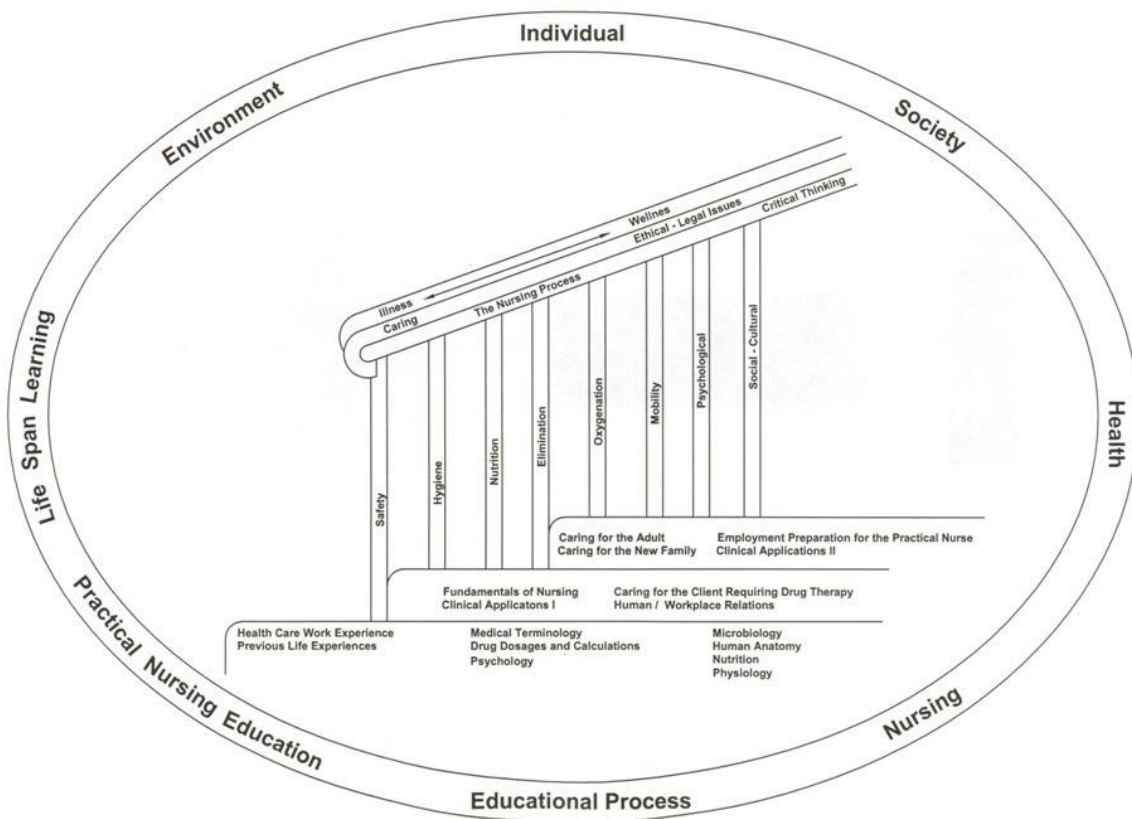 Individual
Environment
Society
Life Span Learning
Health
Practical Nursing Education
Nursing
Educational Process
Illness
Wellnes
Caring
Ethical - Legal Issues
The Nursing Process
Critical Thinking
Safety
Hygiene
Nutrition
Elimination
Oxygenation
Mobility
Psychological
Social - Cultural
Caring for the Adult
Caring for the New Family
Employment Preparation for the Practical Nurse
Clinical Applications II
Fundamentals of Nursing
Clinical Applicatons I
Caring for the Client Requiring Drug Therapy
Human / Workplace Relations
Health Care Work Experience
Previous Life Experiences
Medical Terminology
Drug Dosages and Calculations
Psychology
Microbiology
Human Anatomy
Nutrition
Physiology